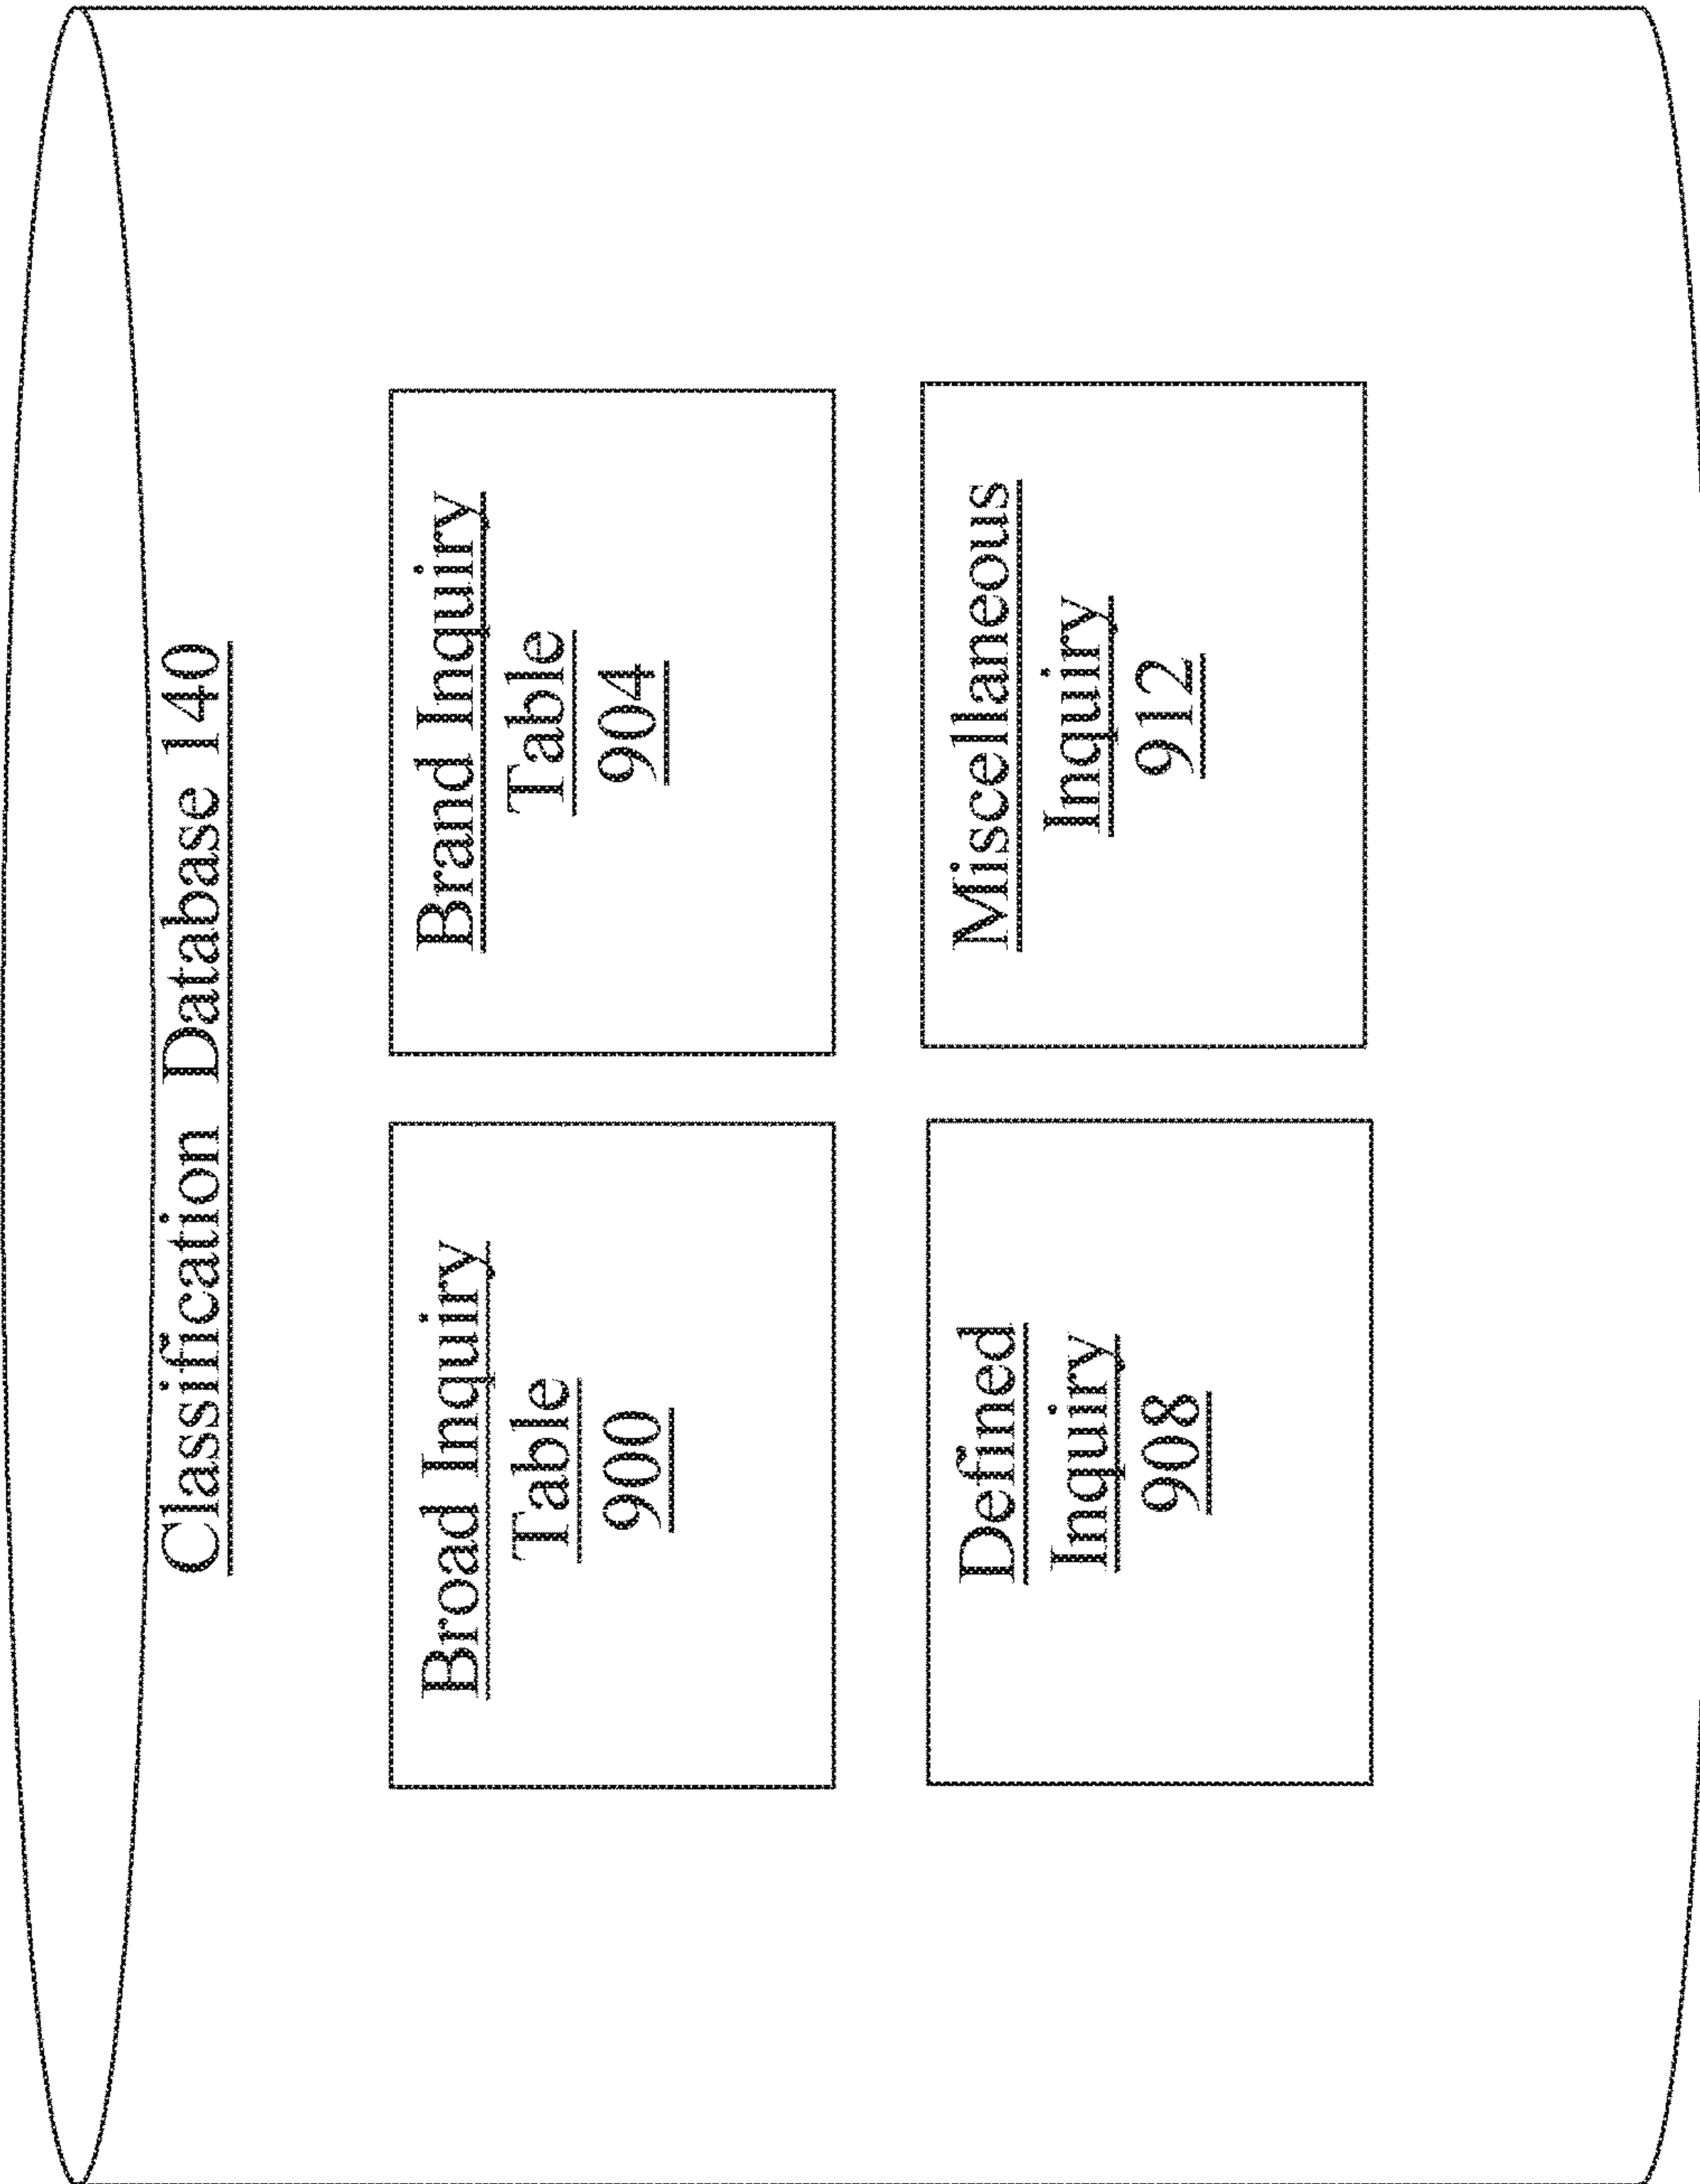 Classification Database 140
Broad Inquiry
Table
900
Brand Inquiry
Table
904
Defined
Inquiry
908
Miscellaneous
Inquiry
912